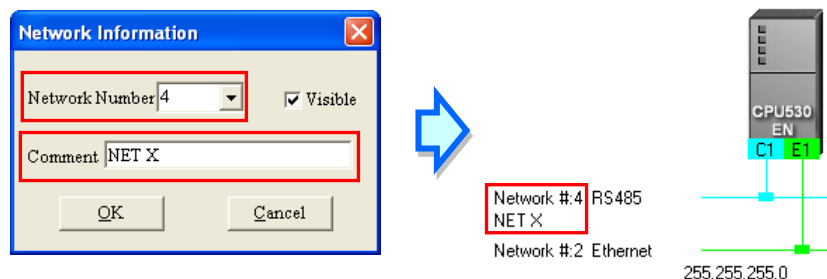 Network Information
Network Number 4
Visible
Comment NET X
OK
Cancel
CPU530
EN
C1 E1
Network #:4 RS485
NET X
Network #:2 Ethernet
255.255.255.0